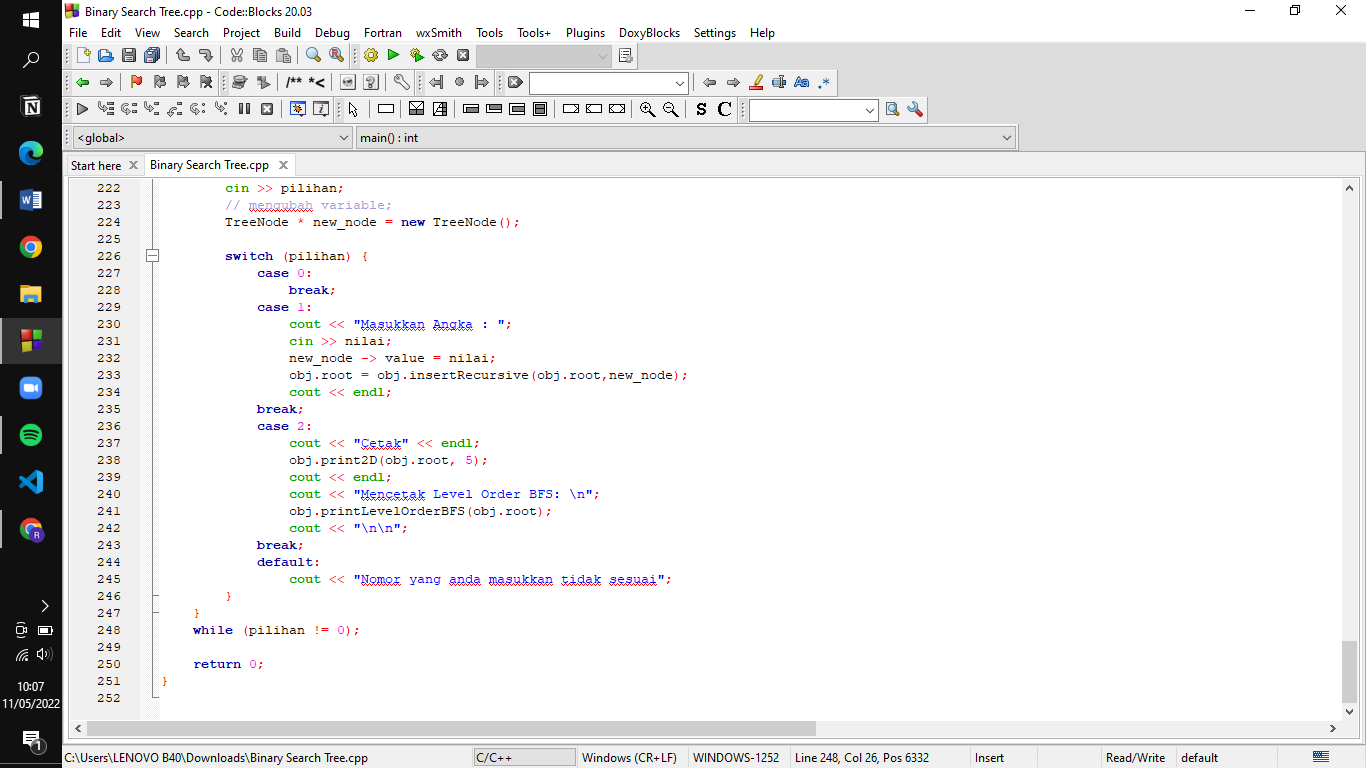 Binary Search Tree.cpp - Code::Blocks 20.03
File Edit View Search Project Build Debug Fortran wxSmith Tools Tools+ Plugins DoxyBlocks Settings Help
/** *<
S C
<global> main() : int
Start here Binary Search Tree.cpp
222 cin >> pilihan;
223 // mengubah variable;
224 TreeNode * new_node = new TreeNode();
225
226 switch (pilihan) {
227 case 0:
228 break;
229 case 1:
230 cout << "Masukkan Angka : ";
231 cin >> nilai;
232 new_node -> value = nilai;
233 obj.root = obj.insertRecursive(obj.root,new_node);
234 cout << endl;
235 break;
236 case 2:
237 cout << "Cetak" << endl;
238 obj.print2D(obj.root, 5);
239 cout << endl;
240 cout << "Mencetak Level Order BFS: \n";
241 obj.printLevelOrderBFS(obj.root);
242 cout << "\n\n";
243 break;
244 default:
245 cout << "Nomor yang anda masukkan tidak sesuai";
246 }
247 }
248 while (pilihan != 0);
249
250 return 0;
251 }
252
10:07
11/05/2022
1
C:\Users\LENOVO B40\Downloads\Binary Search Tree.cpp C/C++ Windows (CR+LF) WINDOWS-1252 Line 248, Col 26, Pos 6332 Insert Read/Write default